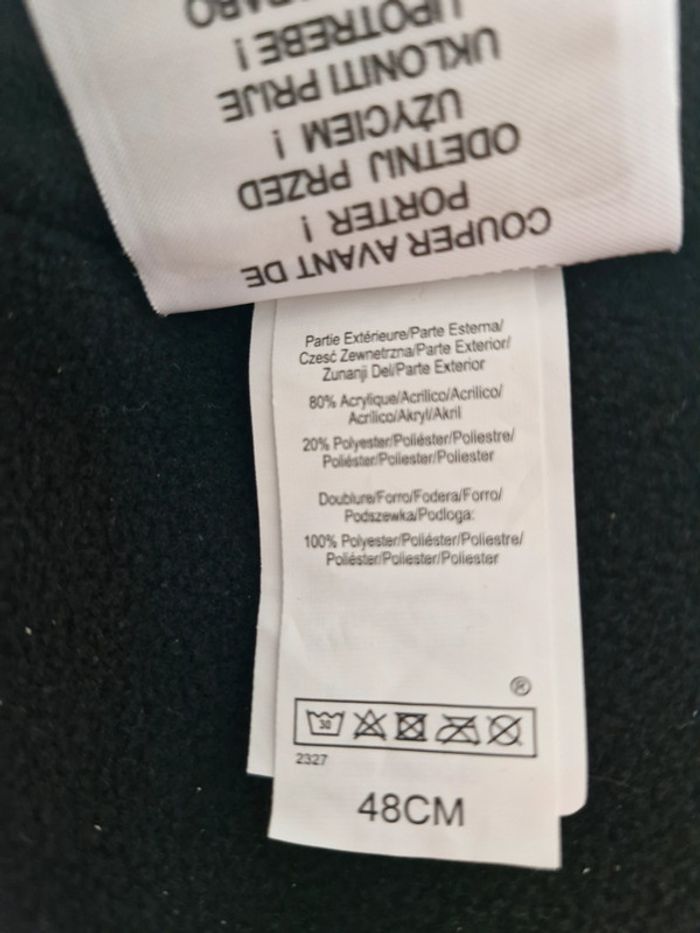 COUPER AVANT DE
PORTER !
ODETNIJ PRZED
UŻYCIEM !
UKLONITI PRIJE
UPOTREBE !
Partie Extérieure/Parte Esterna/
Czesć Zewnetrzna/Parte Exterior/
Zunanji Del/Parte Exterior
80% Acrylique/Acrilico/Acrilico/
Acrilico/Akryl/Akril
20% Polyester/Poliéster/Poliestre/
Poliéster/Poliester/Poliester
Doublure/Forro/Fodera/Forro/
Podszewka/Podloga:
100% Polyester/Poliéster/Poliestre/
Poliéster/Poliester/Poliester
®
30
2327
48CM